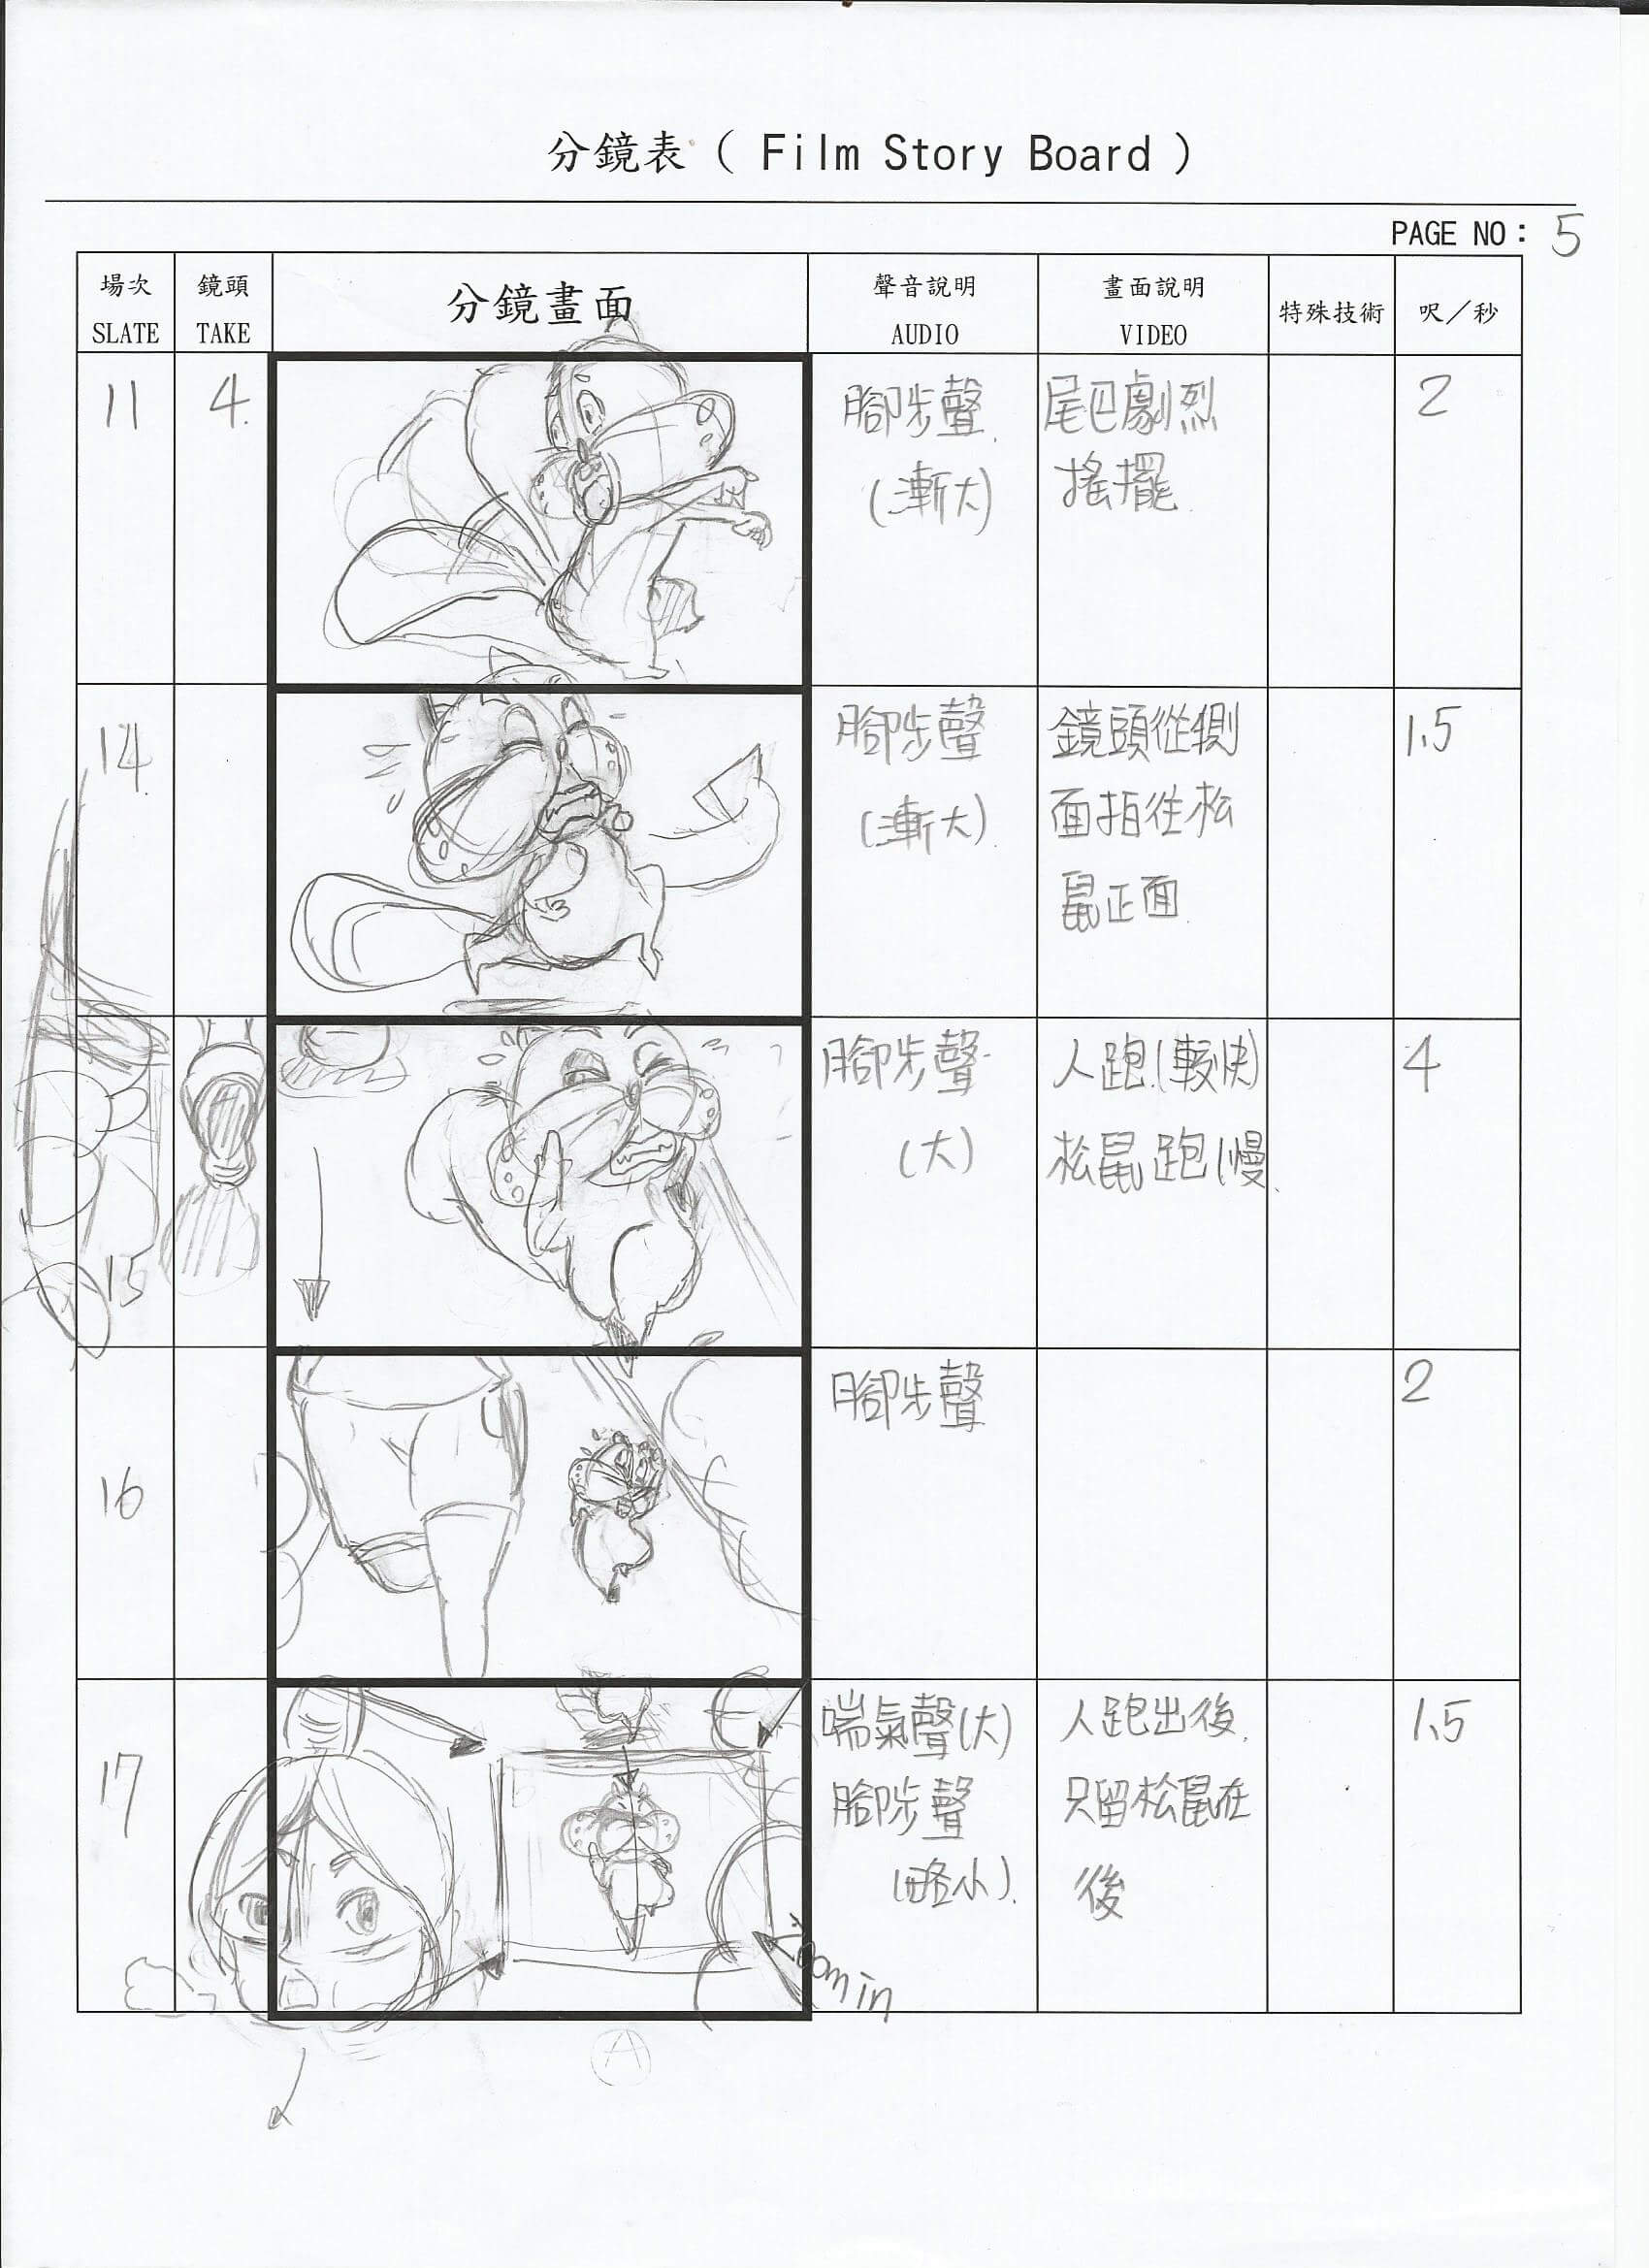 分鏡表 ( Film Story Board )
PAGE NO: 5
場次 鏡頭 分鏡畫面 聲音說明 畫面說明 特殊技術 呎/秒
SLATE TAKE AUDIO VIDEO
11 4. 腳步聲. 尾巴劇烈 2
(漸大) 搖擺.
14. 腳步聲 鏡頭從側 1.5
(漸大). 面拍往松
鼠正面.
15 腳步聲. 人跑.(較快) 4
(大) 松鼠跑(慢.
16 腳步聲 2
17 喘氣聲(大) 人跑出後. 1.5
腳步聲 只留松鼠在
(略小). 後
Zoom in
A